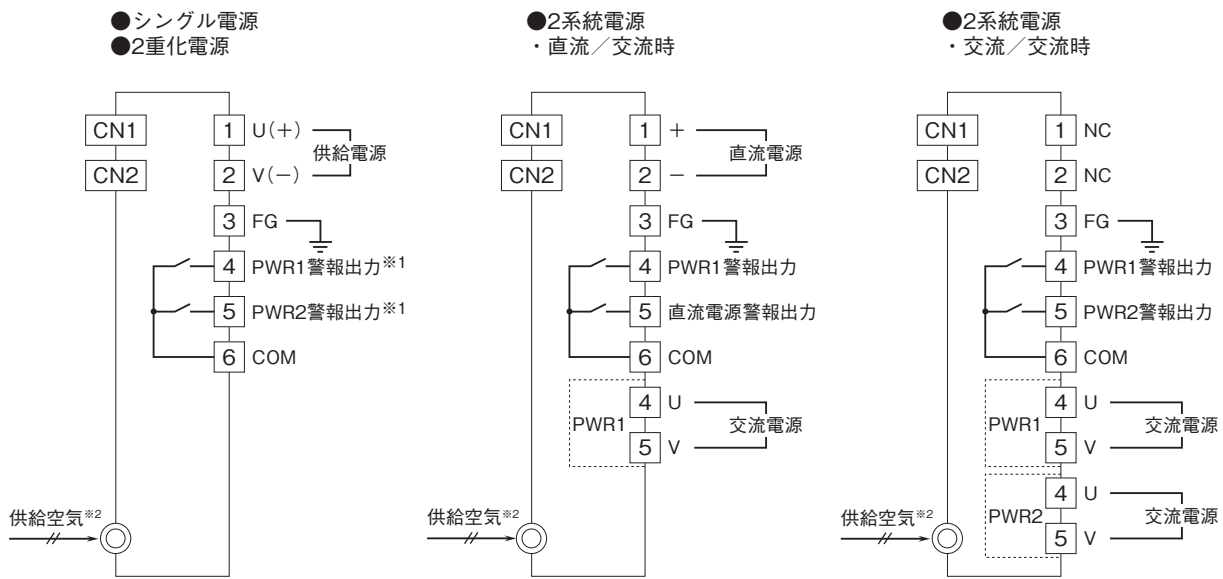 ●シングル電源
●2重化電源
CN1
CN2
1 U(+)
供給電源
2 V(−)
3 FG
4 PWR1警報出力※1
5 PWR2警報出力※1
6 COM
供給空気※2
●2系統電源
・直流／交流時
CN1
CN2
1 +
直流電源
2 −
3 FG
4 PWR1警報出力
5 直流電源警報出力
6 COM
PWR1
4 U
交流電源
5 V
供給空気※2
●2系統電源
・交流／交流時
CN1
CN2
1 NC
2 NC
3 FG
4 PWR1警報出力
5 PWR2警報出力
6 COM
PWR1
4 U
交流電源
5 V
PWR2
4 U
交流電源
5 V
供給空気※2